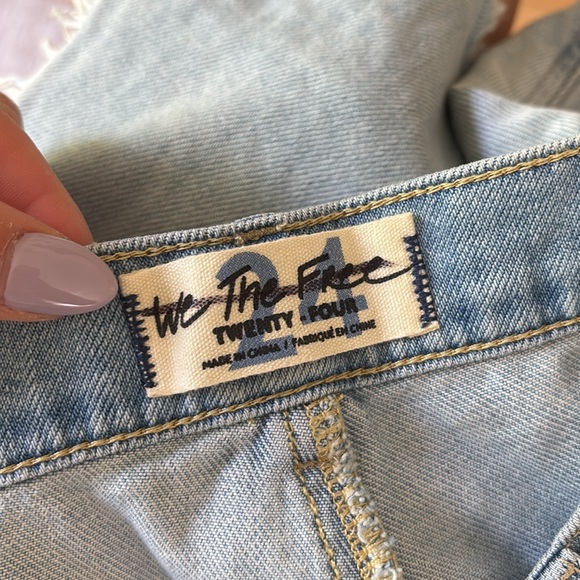 24
We The Free
TWENTY - FOUR
MADE IN CHINA / FABRIQUÉ EN CHINE